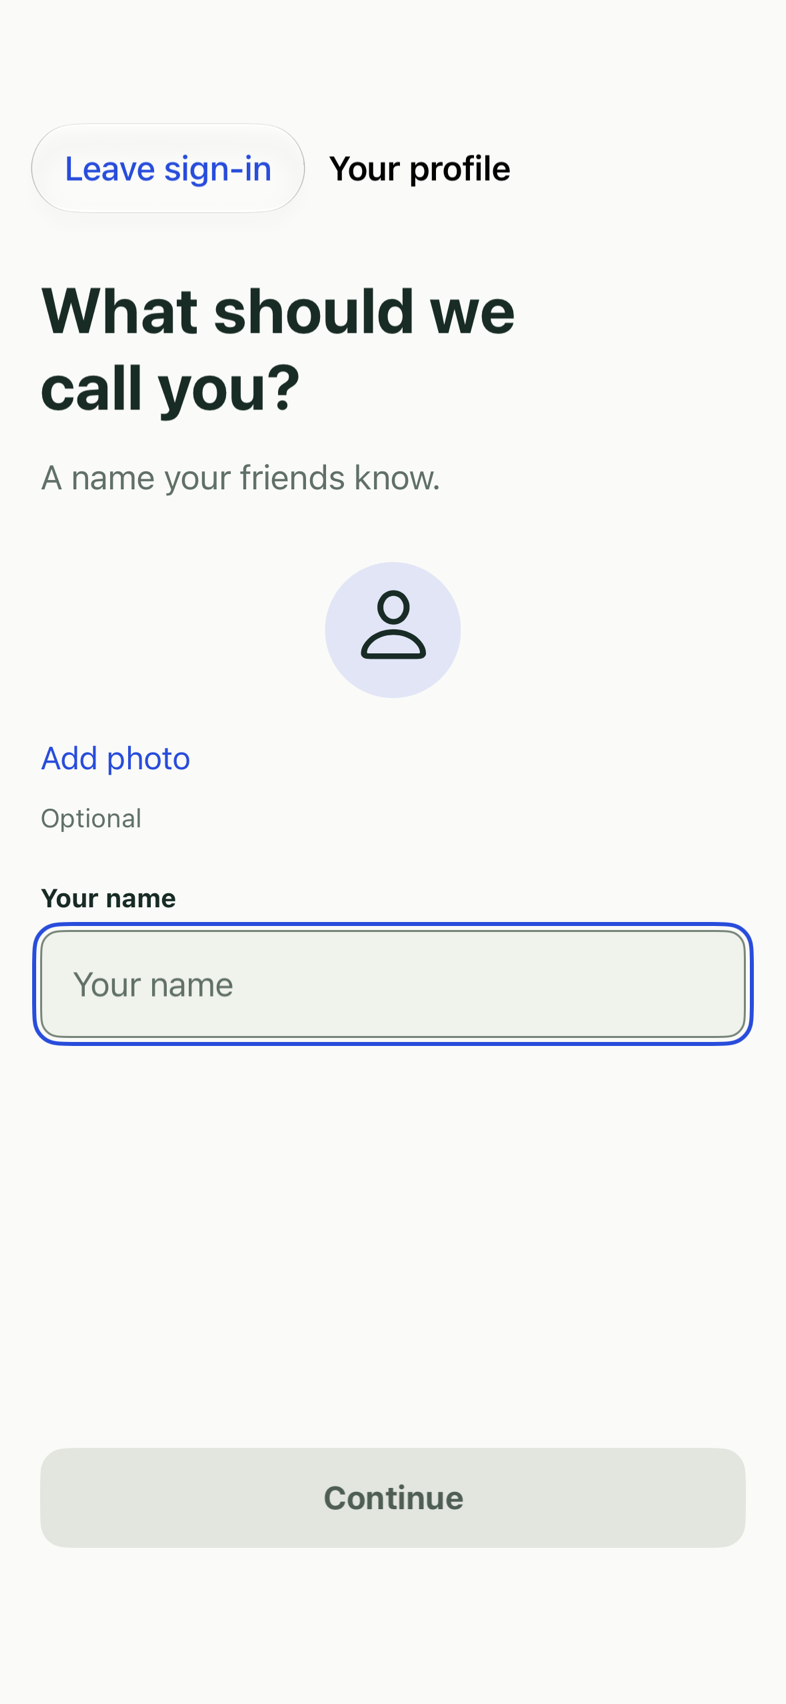 Leave sign-in
Your profile
What should we
call you?
A name your friends know.
Add photo
Optional
Your name
Your name
Continue